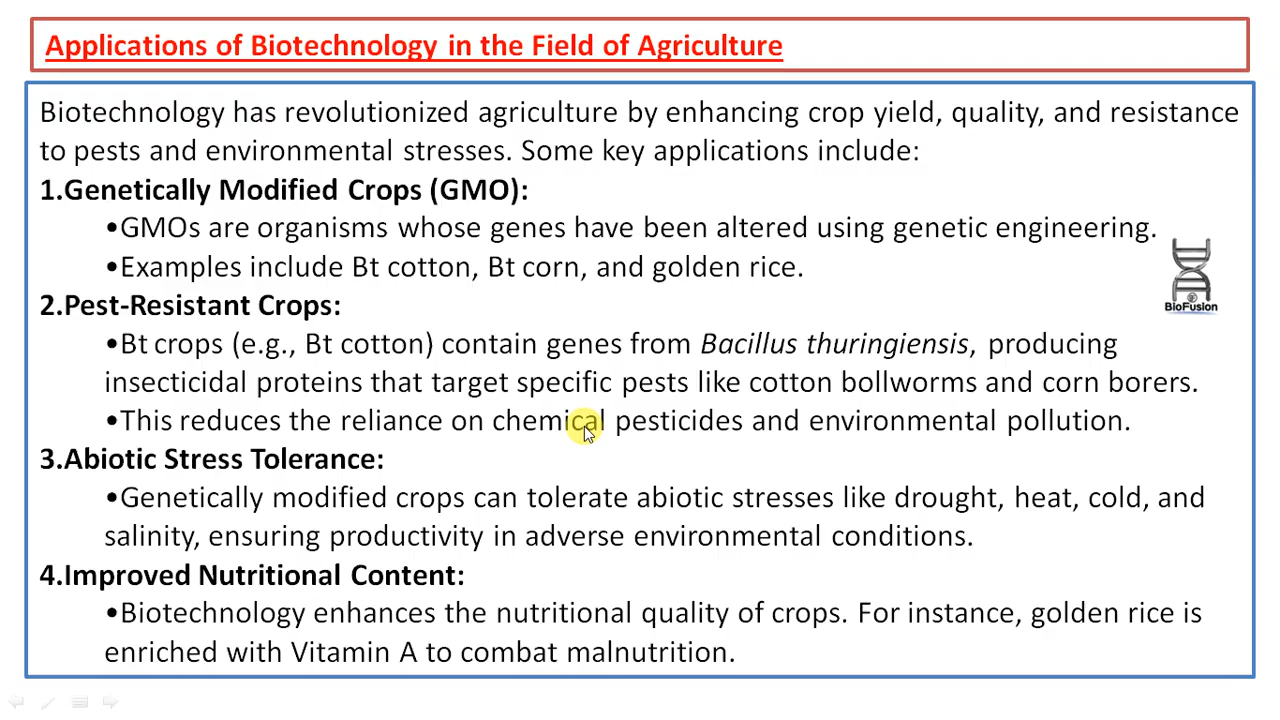 Applications of Biotechnology in the Field of Agriculture
Biotechnology has revolutionized agriculture by enhancing crop yield, quality, and resistance
to pests and environmental stresses. Some key applications include:
1.Genetically Modified Crops (GMO):
•GMOs are organisms whose genes have been altered using genetic engineering.
•Examples include Bt cotton, Bt corn, and golden rice.
2.Pest-Resistant Crops:
•Bt crops (e.g., Bt cotton) contain genes from Bacillus thuringiensis, producing
insecticidal proteins that target specific pests like cotton bollworms and corn borers.
•This reduces the reliance on chemical pesticides and environmental pollution.
3.Abiotic Stress Tolerance:
•Genetically modified crops can tolerate abiotic stresses like drought, heat, cold, and
salinity, ensuring productivity in adverse environmental conditions.
4.Improved Nutritional Content:
•Biotechnology enhances the nutritional quality of crops. For instance, golden rice is
enriched with Vitamin A to combat malnutrition.
BioFusion